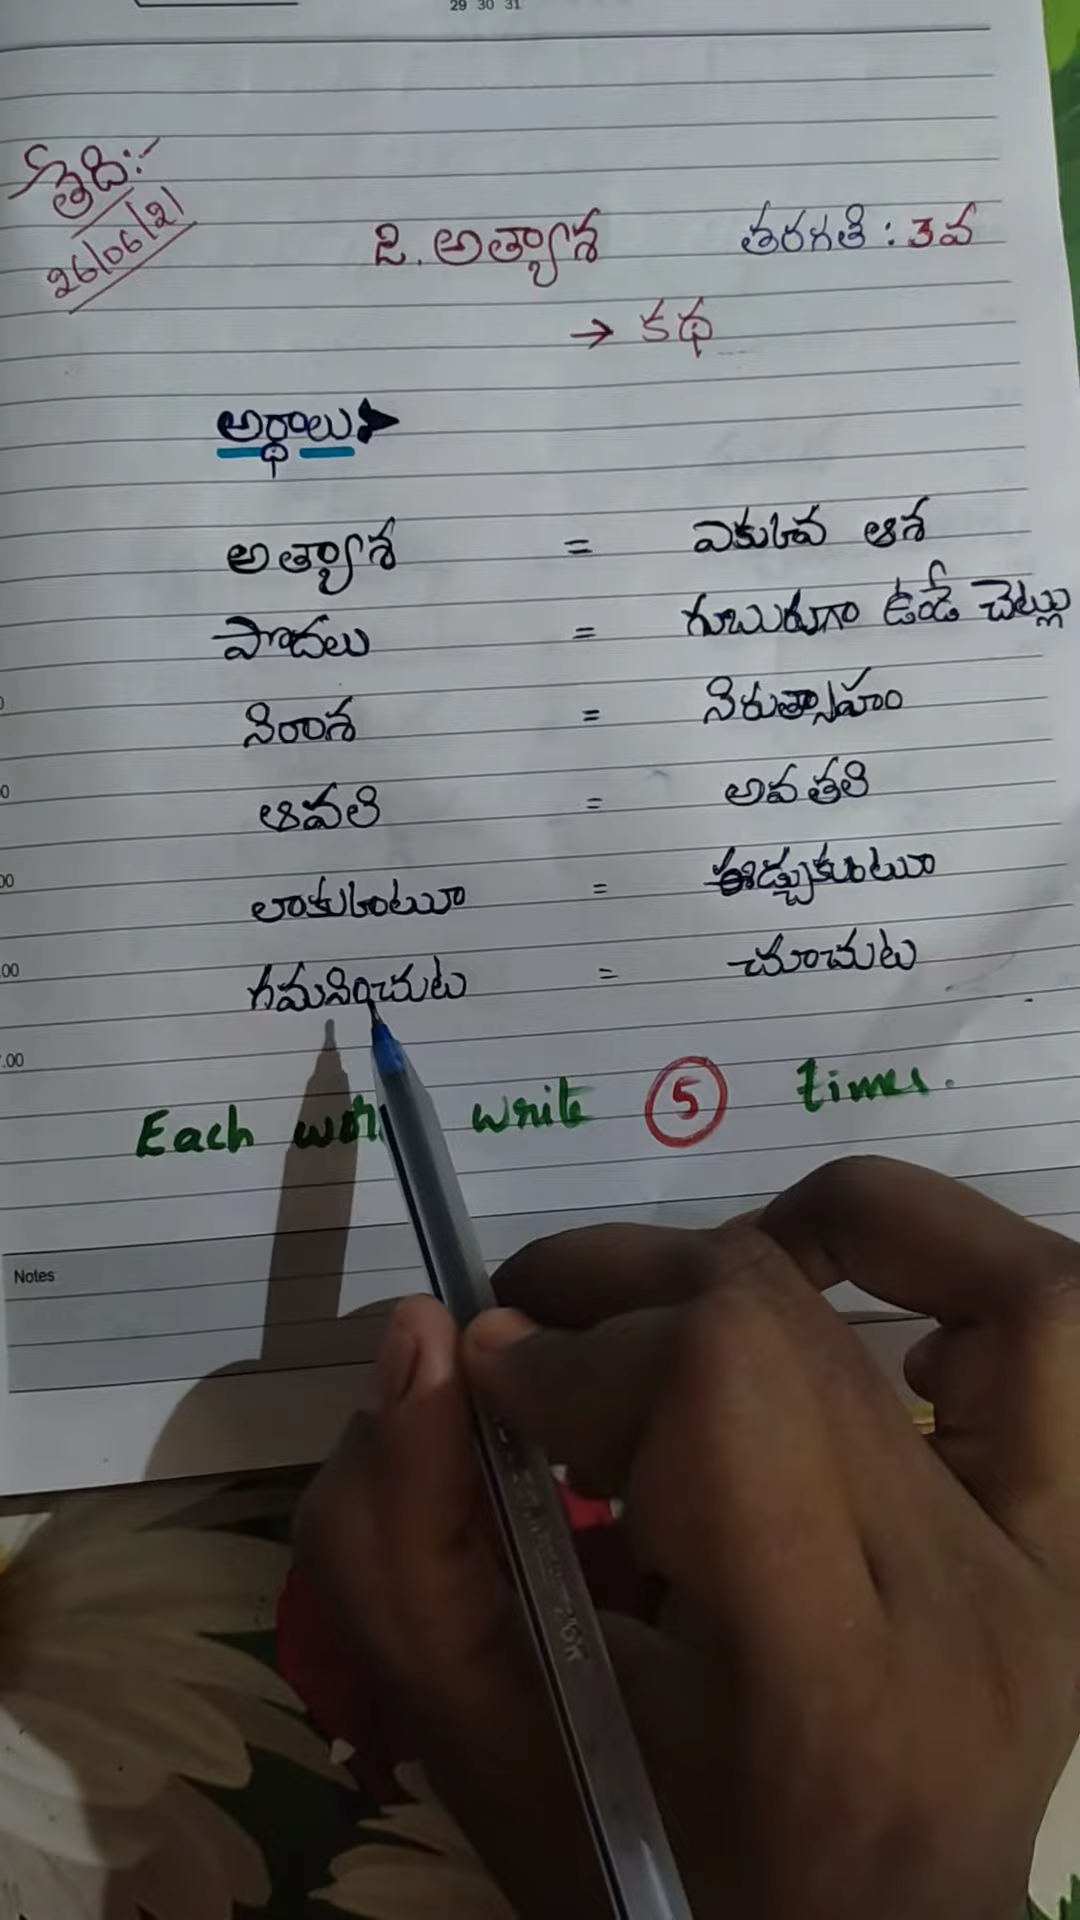 29 30 31
తేది:-
26/06/21
2. అత్యాశ తరగతి : 3వ
→ కథ
అర్థాలు➤
అత్యాశ = ఎక్కువ ఆశ
పొదలు = గుబురుగా ఉండే చెట్లు
నిరాశ = నిరుత్సాహం
ఆవలి = అవతలి
లాక్కుంటూ = ఈడ్చుకుంటూ
గమనించుట = చూచుట
Each write 5 times.
Notes